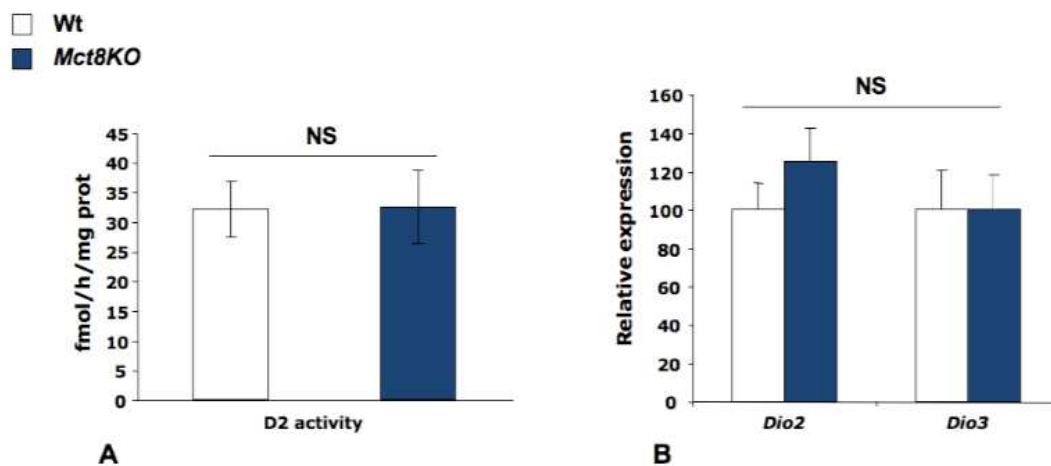 Wt
Mct8KO
NS
45
40
35
30
25
20
15
10
5
0
fmol/h/mg prot
D2 activity
A
NS
160
140
120
100
80
60
40
20
0
Relative expression
Dio2 Dio3
B